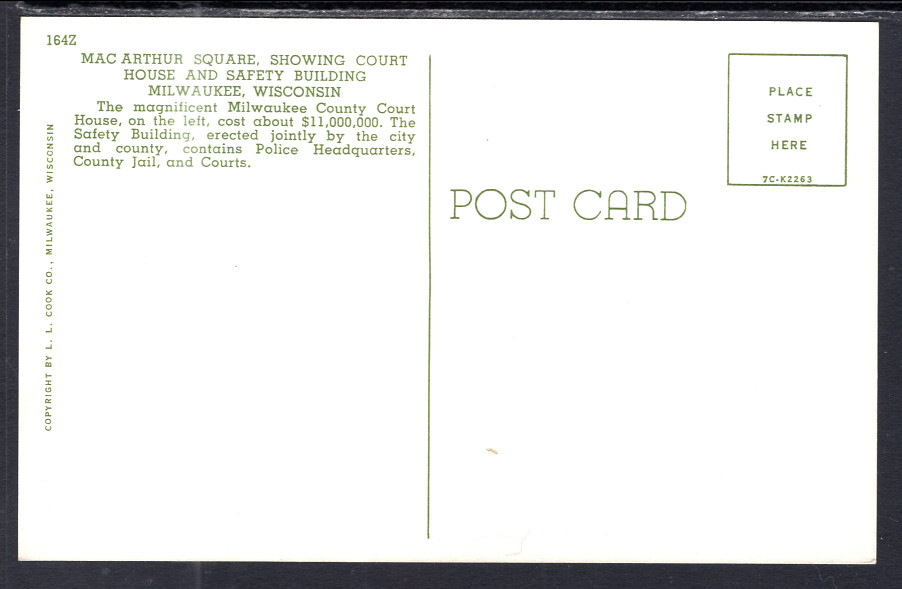 164Z
MAC ARTHUR SQUARE, SHOWING COURT
HOUSE AND SAFETY BUILDING
MILWAUKEE, WISCONSIN
The magnificent Milwaukee County Court
House, on the left, cost about $11,000,000. The
Safety Building, erected jointly by the city
and county, contains Police Headquarters,
County Jail, and Courts.
COPYRIGHT BY L. L. COOK CO., MILWAUKEE, WISCONSIN
POST CARD
PLACE
STAMP
HERE
7C-K2263